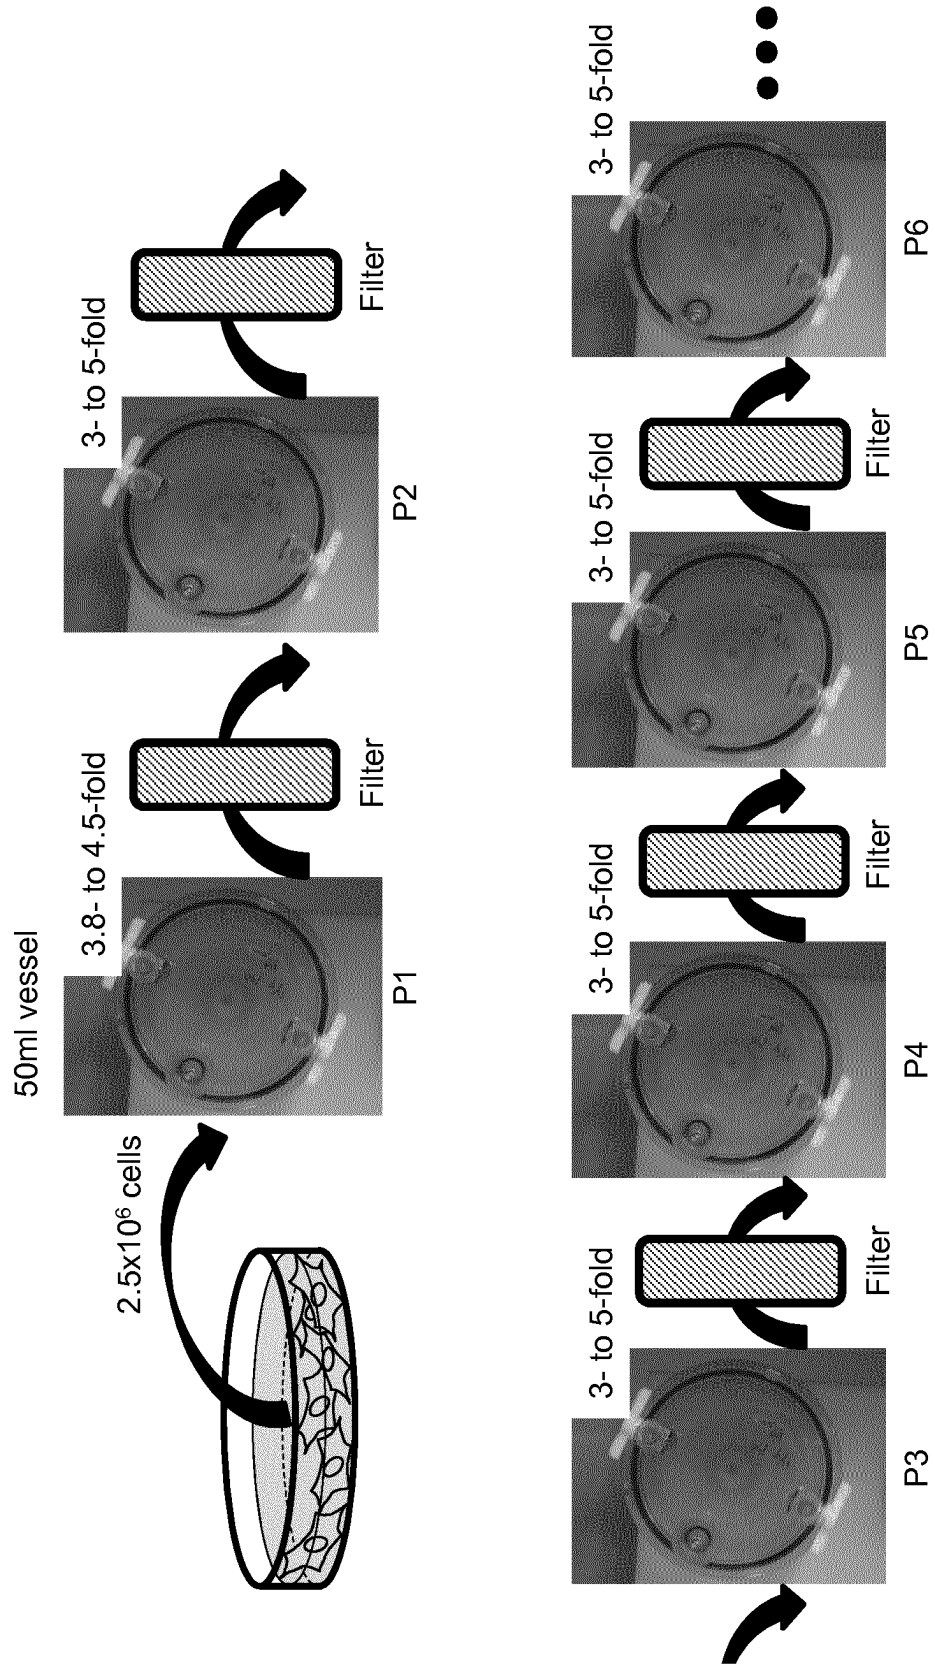 50ml vessel
2.5x10⁶ cells
3.8- to 4.5-fold
3- to 5-fold
P1
Filter
P2
Filter
3- to 5-fold
3- to 5-fold
3- to 5-fold
3- to 5-fold
P3
Filter
P4
Filter
P5
Filter
P6